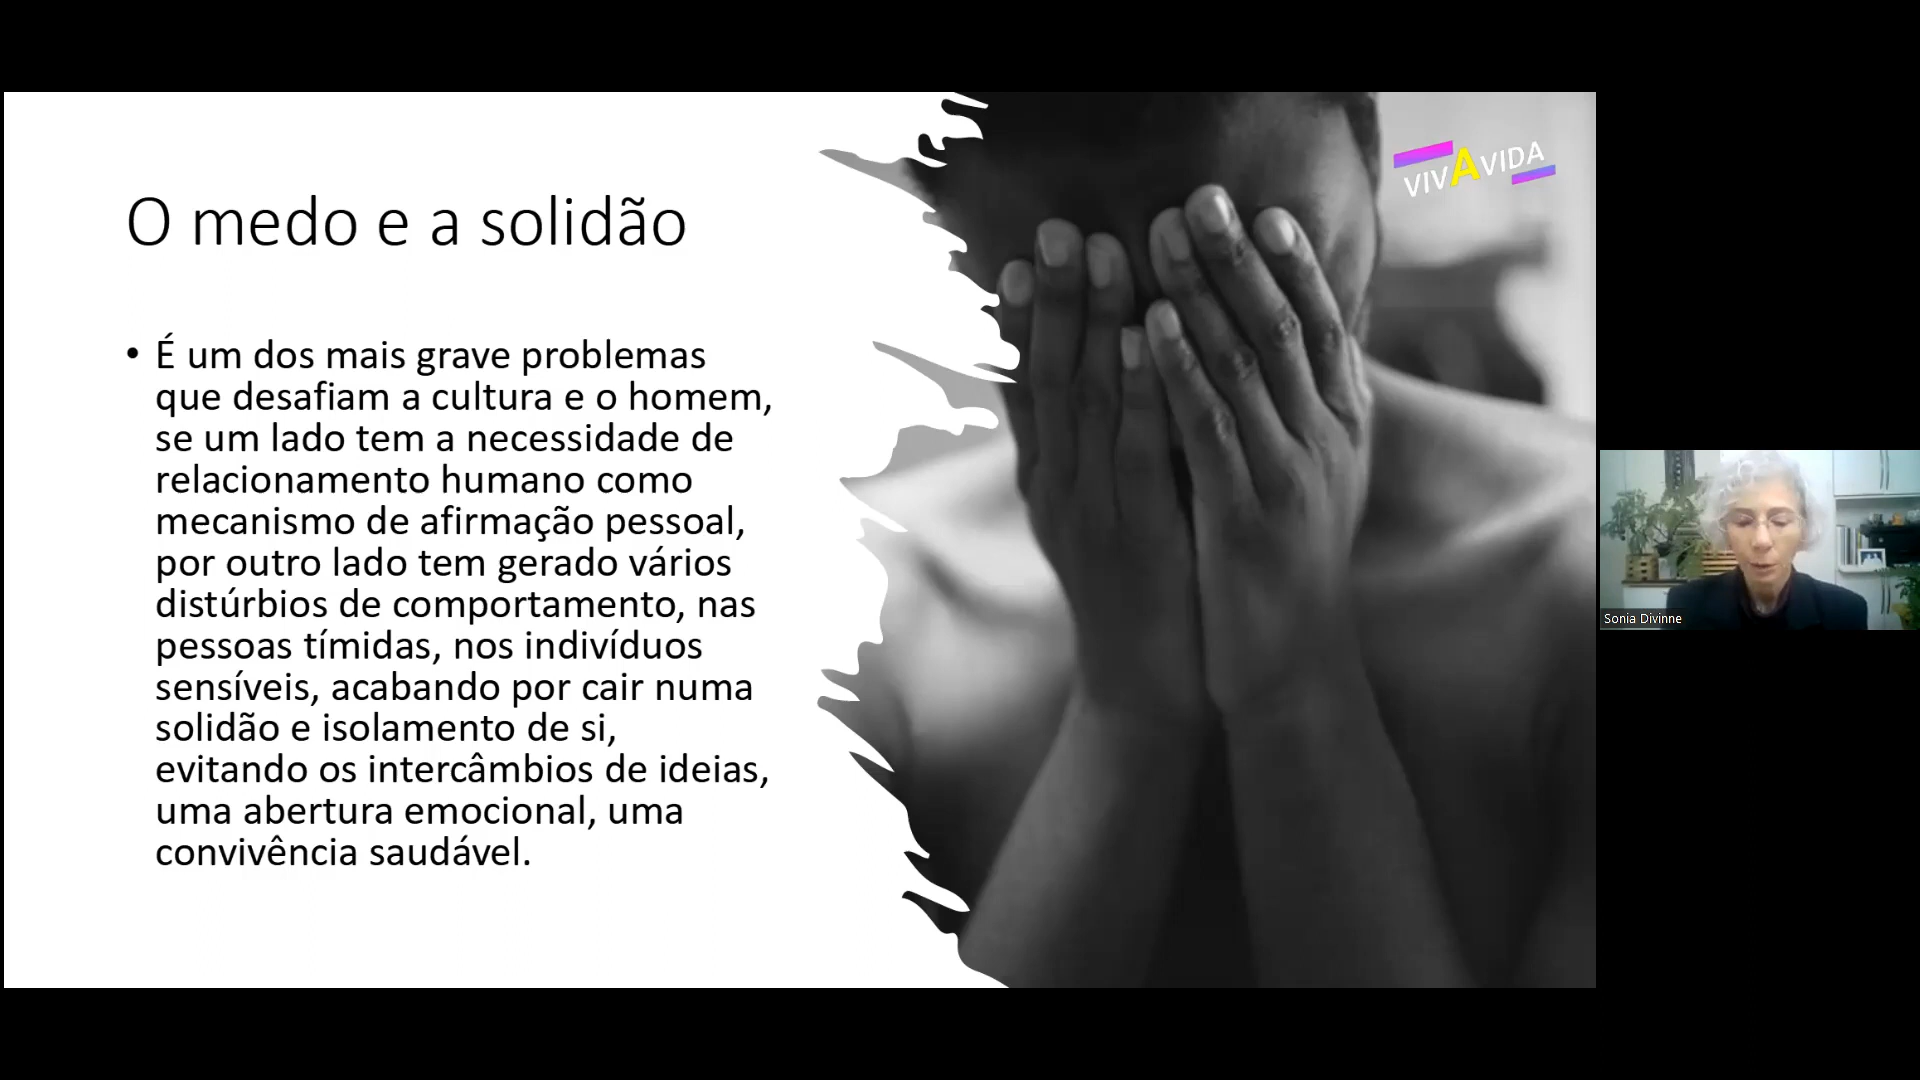 O medo e a solidão
• É um dos mais grave problemas
que desafiam a cultura e o homem,
se um lado tem a necessidade de
relacionamento humano como
mecanismo de afirmação pessoal,
por outro lado tem gerado vários
distúrbios de comportamento, nas
pessoas tímidas, nos indivíduos
sensíveis, acabando por cair numa
solidão e isolamento de si,
evitando os intercâmbios de ideias,
uma abertura emocional, uma
convivência saudável.
VIVAVIDA
Sonia Divinne